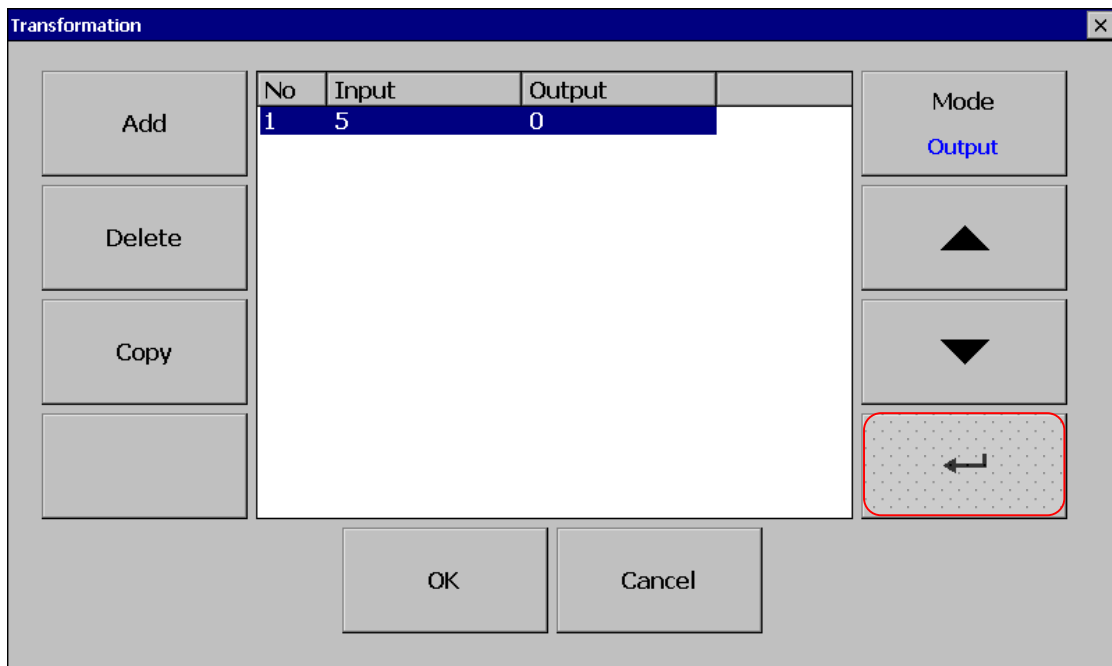 Transformation
Add
No Input Output
1 5 0
Mode
Output
Delete
Copy
OK
Cancel